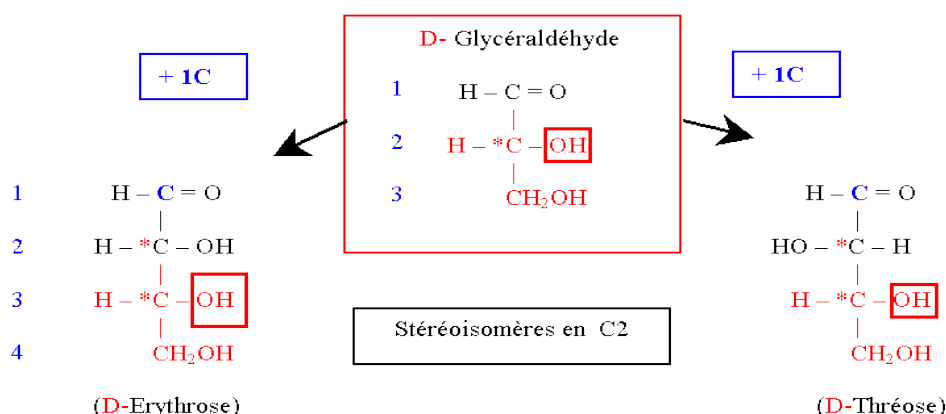 D- Glycéraldéhyde
+ 1C
+ 1C
1 H – C = O
2 H – *C – OH
3 CH₂OH
1 H – C = O
2 H – *C – OH
3 H – *C – OH
4 CH₂OH
(D-Erythrose)
Stéréoisomères en C2
H – C = O
HO – *C – H
H – *C – OH
CH₂OH
(D-Thréose)